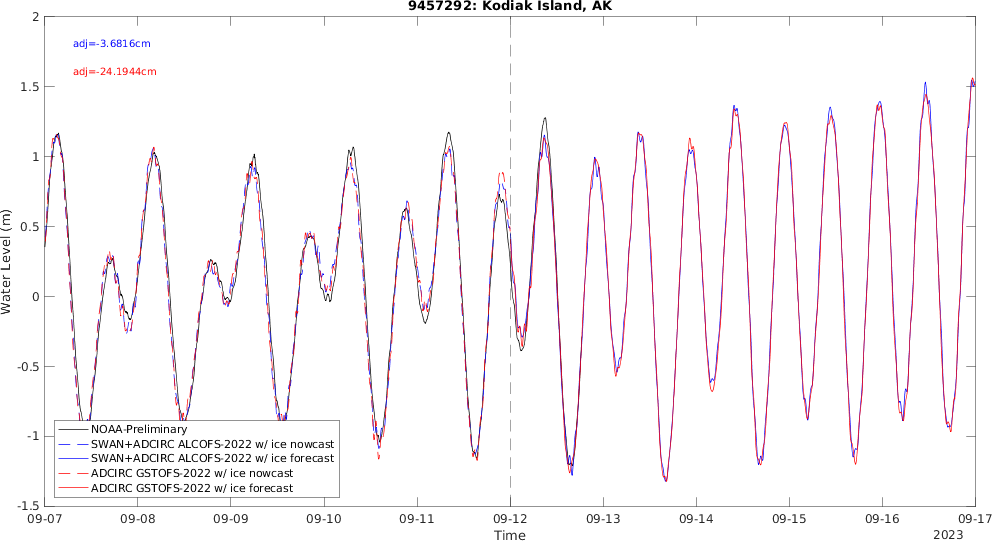 9457292: Kodiak Island, AK
adj=-3.6816cm
adj=-24.1944cm
2
1.5
1
0.5
0
-0.5
-1
-1.5
Water Level (m)
NOAA-Preliminary
SWAN+ADCIRC ALCOFS-2022 w/ ice nowcast
SWAN+ADCIRC ALCOFS-2022 w/ ice forecast
ADCIRC GSTOFS-2022 w/ ice nowcast
ADCIRC GSTOFS-2022 w/ ice forecast
09-07 09-08 09-09 09-10 09-11 09-12 09-13 09-14 09-15 09-16 09-17
Time
2023